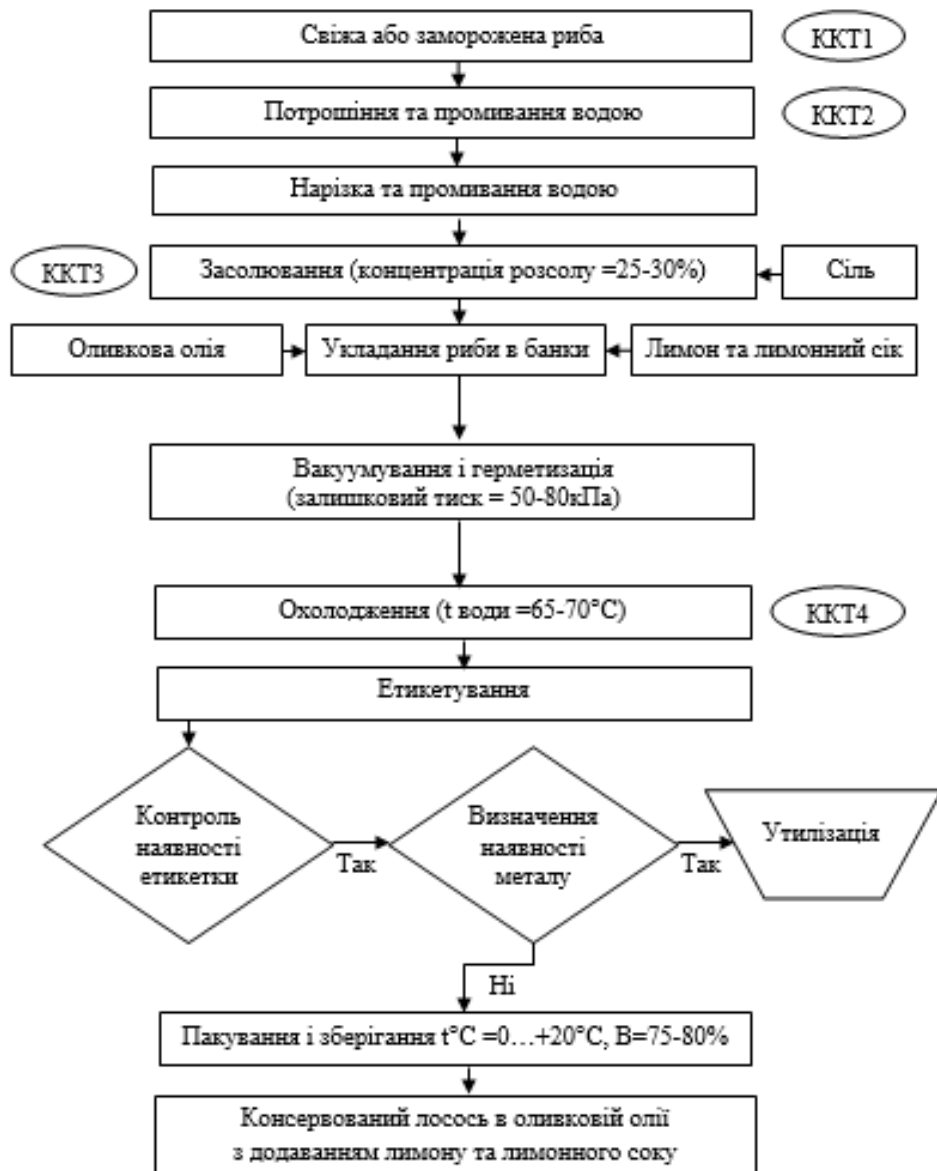 Свіжа або заморожена риба
ККТ1
Потрошіння та промивання водою
ККТ2
Нарізка та промивання водою
ККТ3
Засолювання (концентрація розсолу =25-30%)
Сіль
Оливкова олія
Укладання риби в банки
Лимон та лимонний сік
Вакуумування і герметизація
(залишковий тиск = 50-80кПа)
Охолодження (t води =65-70°С)
ККТ4
Етикетування
Контроль
наявності
етикетки
Так
Визначення
наявності
металу
Так
Утилізація
Ні
Пакування і зберігання t°С =0…+20°С, В=75-80%
Консервований лосось в оливковій олії
з додаванням лимону та лимонного соку